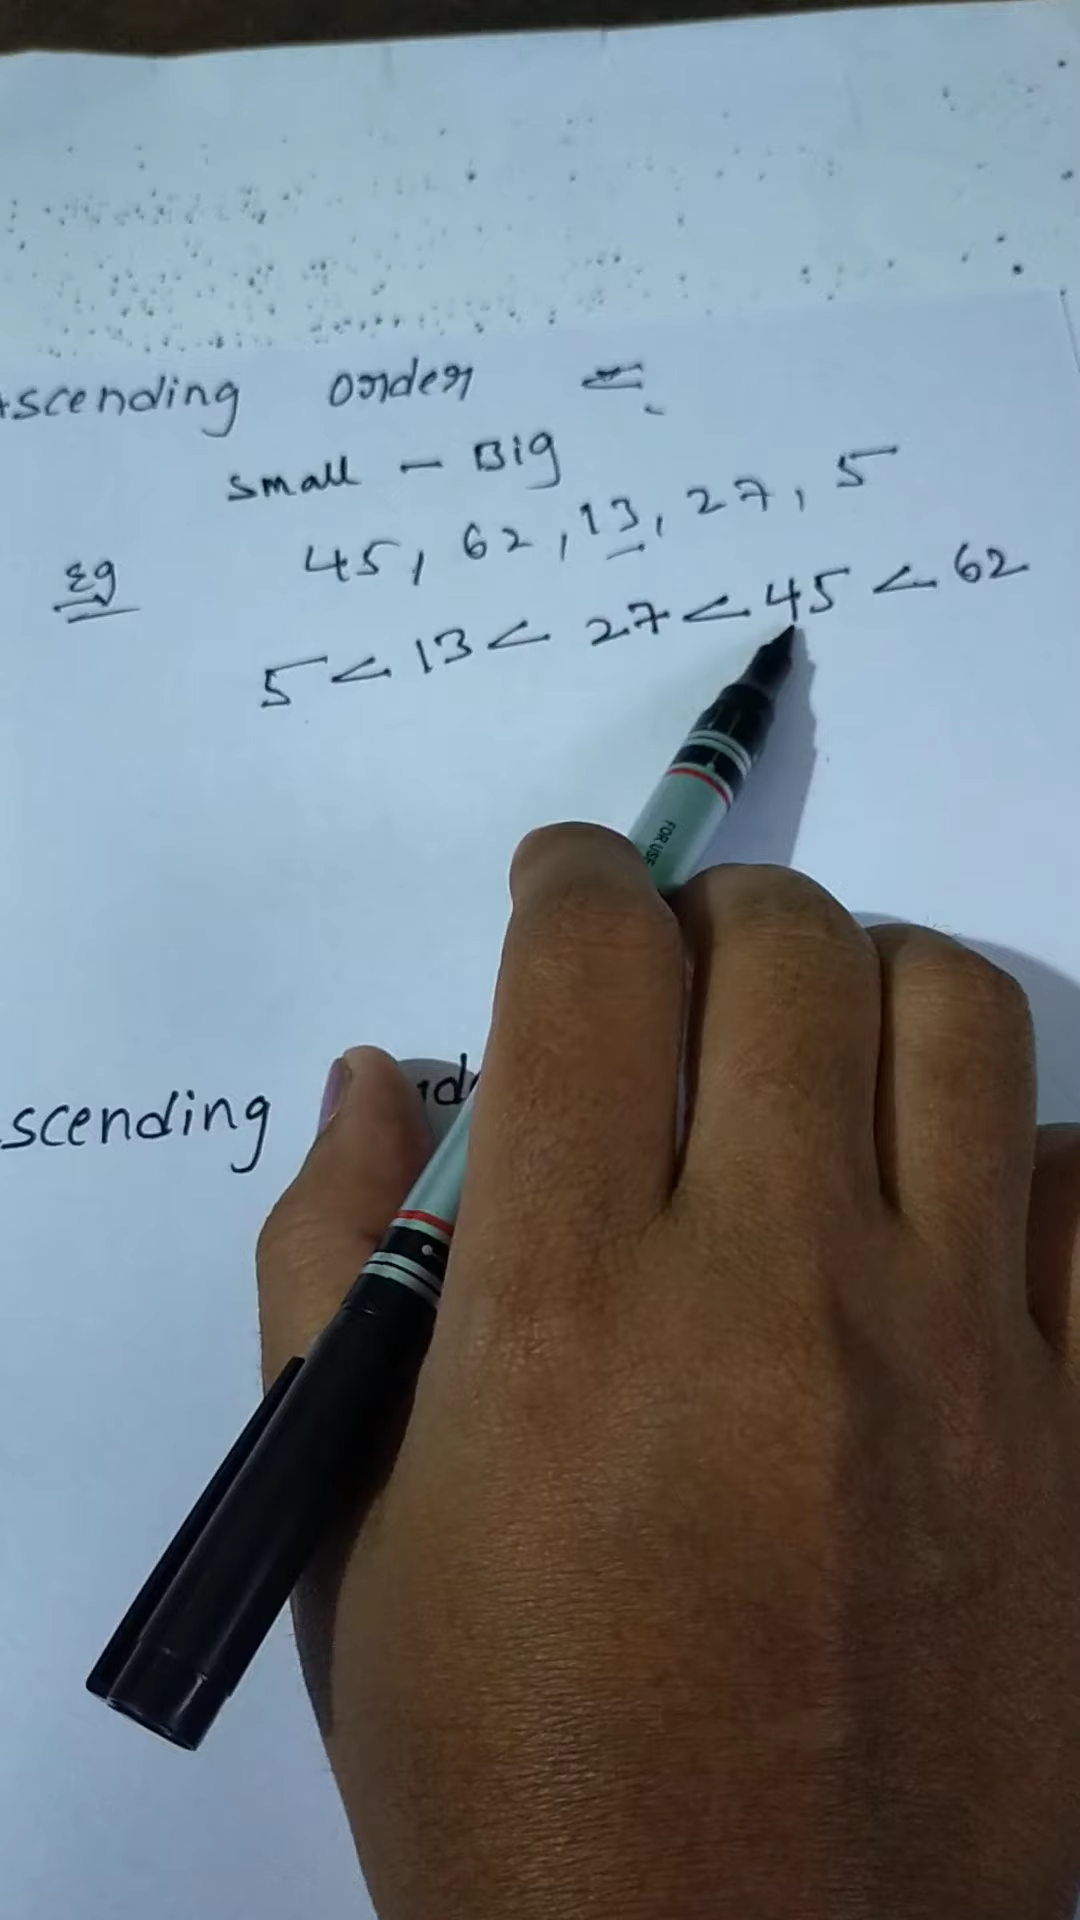 scending order <
small - Big
Eg 45, 62, 13, 27, 5
5 < 13 < 27 < 45 < 62
FOR USE
scending